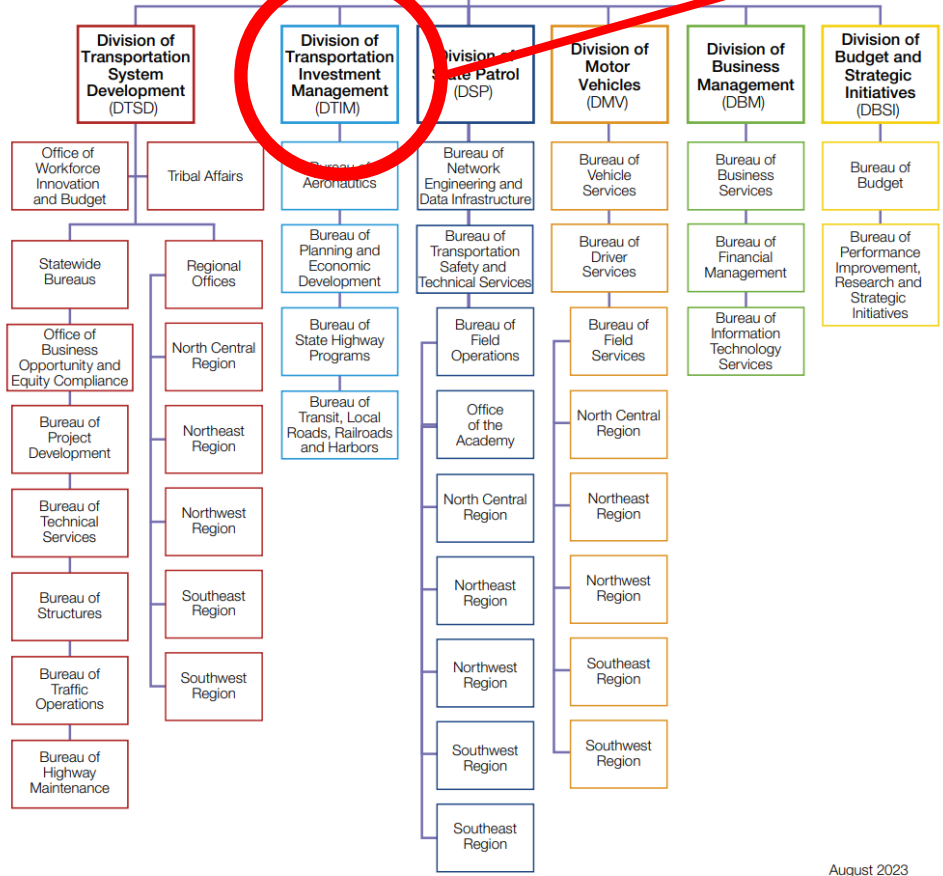 Division of
Transportation
System
Development
(DTSD)
Division of
Transportation
Investment
Management
(DTIM)
Division of
State Patrol
(DSP)
Division of
Motor
Vehicles
(DMV)
Division of
Business
Management
(DBM)
Division of
Budget and
Strategic
Initiatives
(DBSI)
Office of
Workforce
Innovation
and Budget
Tribal Affairs
Statewide
Bureaus
Office of
Business
Opportunity and
Equity Compliance
Bureau of
Project
Development
Bureau of
Technical
Services
Bureau of
Structures
Bureau of
Traffic
Operations
Bureau of
Highway
Maintenance
Regional
Offices
North Central
Region
Northeast
Region
Northwest
Region
Southeast
Region
Southwest
Region
Bureau of
Aeronautics
Bureau of
Planning and
Economic
Development
Bureau of
State Highway
Programs
Bureau of
Transit, Local
Roads, Railroads
and Harbors
Bureau of
Network
Engineering and
Data Infrastructure
Bureau of
Transportation
Safety and
Technical Services
Bureau of
Field
Operations
Office
of the
Academy
North Central
Region
Northeast
Region
Northwest
Region
Southwest
Region
Southeast
Region
Bureau of
Vehicle
Services
Bureau of
Driver
Services
Bureau of
Field
Services
North Central
Region
Northeast
Region
Northwest
Region
Southeast
Region
Southwest
Region
Bureau of
Business
Services
Bureau of
Financial
Management
Bureau of
Information
Technology
Services
Bureau of
Budget
Bureau of
Performance
Improvement,
Research and
Strategic
Initiatives
August 2023